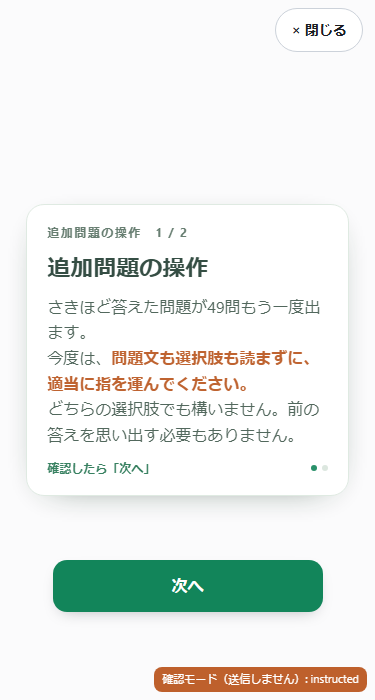 × 閉じる
追加問題の操作 1 / 2
追加問題の操作
さきほど答えた問題が49問もう一度出
ます。
今度は、問題文も選択肢も読まずに、
適当に指を運んでください。
どちらの選択肢でも構いません。前の
答えを思い出す必要もありません。
確認したら「次へ」
次へ
確認モード（送信しません）: instructed